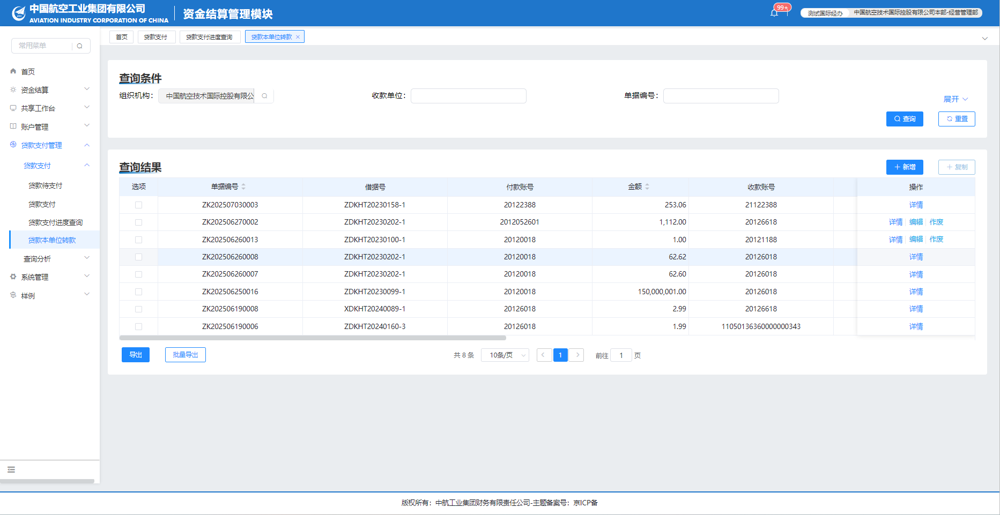 中国航空工业集团有限公司
AVIATION INDUSTRY CORPORATION OF CHINA
资金结算管理模块
99+
测试国际经办
中国航空技术国际控股有限公司本部-经营管理部
常用菜单
首页
资金结算
共享工作台
账户管理
贷款支付管理
贷款支付
贷款待支付
贷款支付
贷款支付进度查询
贷款本单位转款
查询分析
系统管理
样例
首页
贷款支付
贷款支付进度查询
贷款本单位转款
查询条件
组织机构：
中国航空技术国际控股有限公
收款单位：
单据编号：
展开
查询
重置
查询结果
新增
复制
选项 单据编号 借据号 付款账号 金额 收款账号 操作
ZK202507030003 ZDKHT20230158-1 20122388 253.06 21122388 详情
ZK202506270002 ZDKHT20230202-1 2012052601 1,112.00 20126618 详情 编辑 作废
ZK202506260013 ZDKHT20230100-1 20120018 1.00 20121188 详情 编辑 作废
ZK202506260008 ZDKHT20230202-1 20120018 62.62 20126018 详情
ZK202506260007 ZDKHT20230202-1 20120018 62.60 20126018 详情
ZK202506250016 ZDKHT20230099-1 20120018 150,000,001.00 20126018 详情
ZK202506190008 XDKHT20240089-1 20126018 2.99 20126618 详情
ZK202506190006 ZDKHT20240160-3 20126018 1.99 11050136360000000343 详情
导出
批量导出
共 8 条
10条/页
1
前往 1 页
版权所有：中航工业集团财务有限责任公司-主题备案号：京ICP备